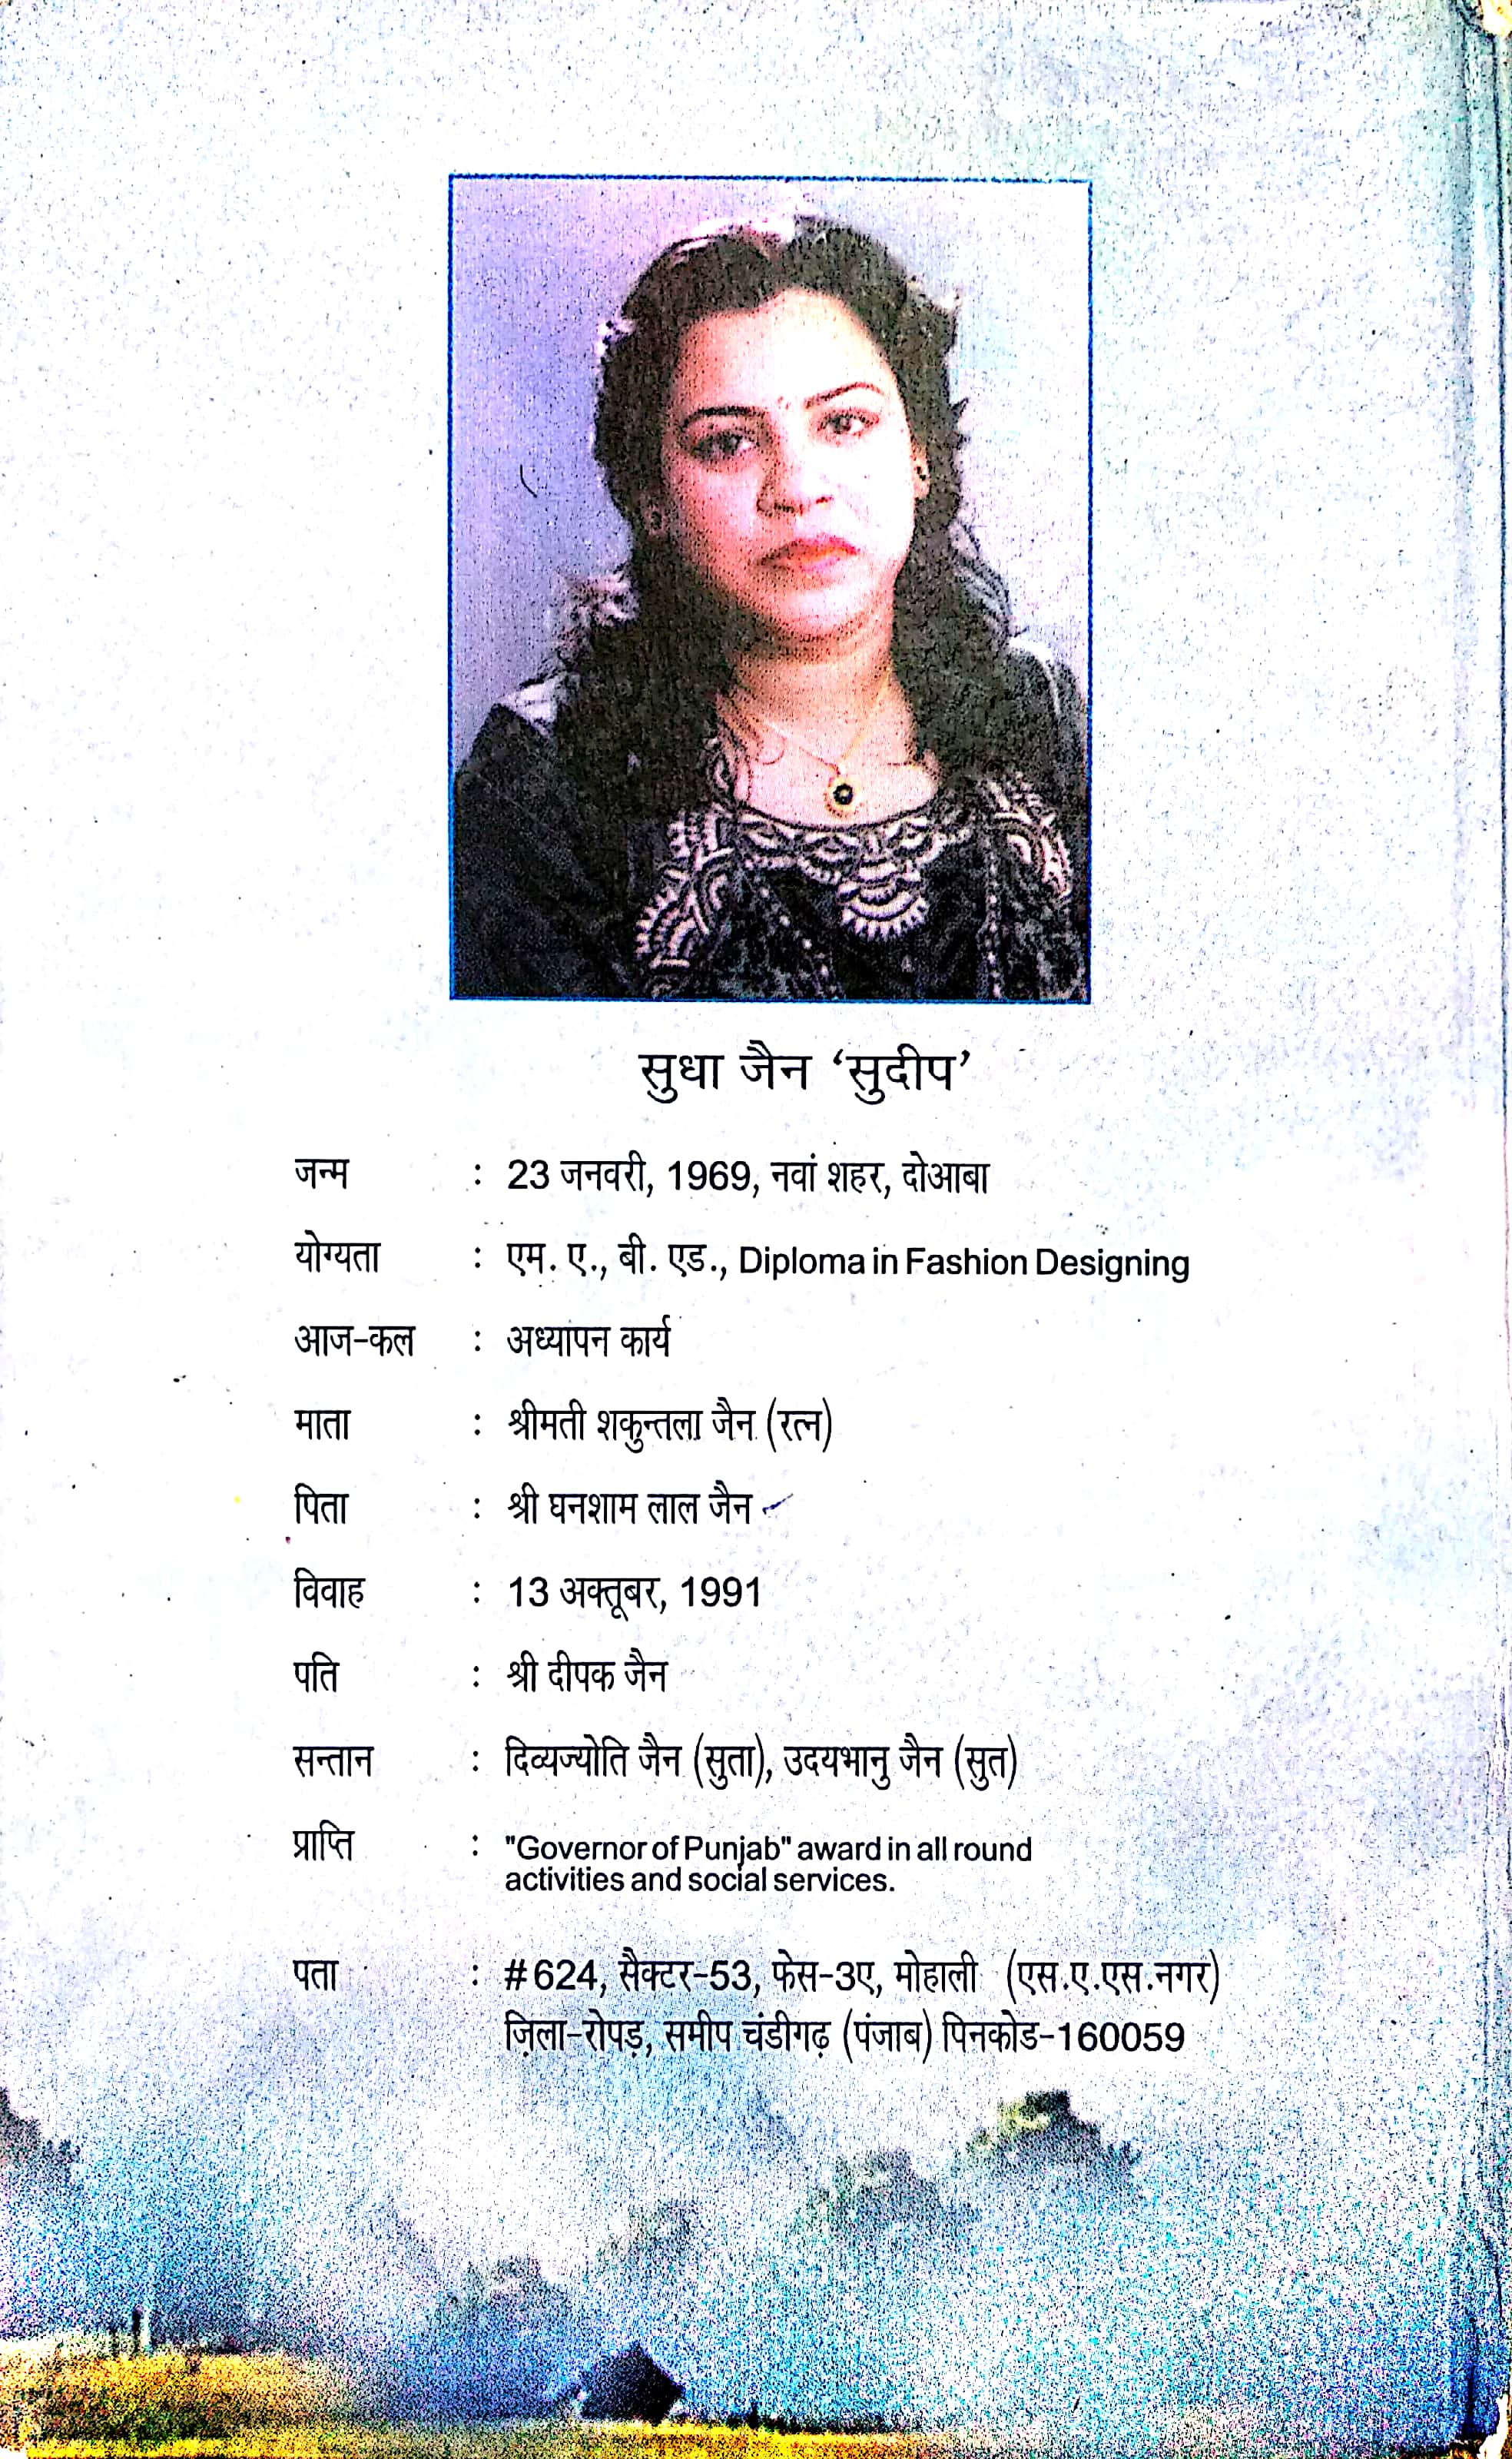 सुधा जैन ‘सुदीप’
जन्म : 23 जनवरी, 1969, नवां शहर, दोआबा
योग्यता : एम. ए., बी. एड., Diploma in Fashion Designing
आज-कल : अध्यापन कार्य
माता : श्रीमती शकुन्तला जैन (रत्न)
पिता : श्री घनशाम लाल जैन
विवाह : 13 अक्तूबर, 1991
पति : श्री दीपक जैन
सन्तान : दिव्यज्योति जैन (सुता), उदयभानु जैन (सुत)
प्राप्ति : "Governor of Punjab" award in all round
activities and social services.
पता : # 624, सैक्टर-53, फेस-3ए, मोहाली (एस.ए.एस.नगर)
ज़िला-रोपड़, समीप चंडीगढ़ (पंजाब) पिनकोड-160059